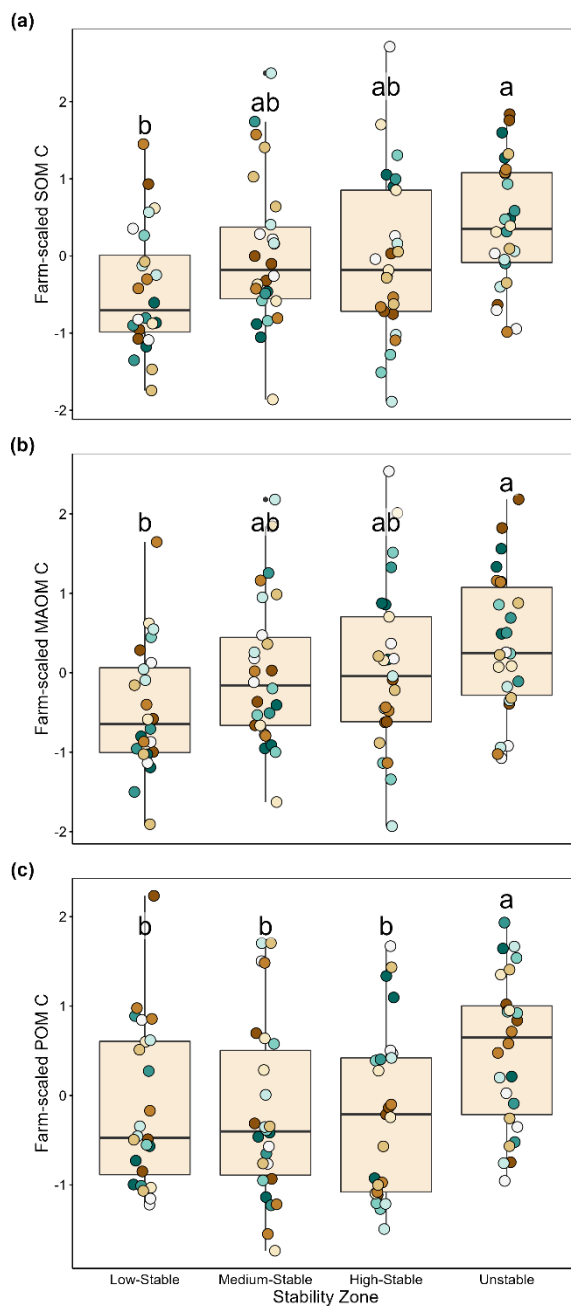 (a)
Farm-scaled SOM C
2
1
0
-1
-2
b
ab
ab
a
(b)
Farm-scaled MAOM C
2
1
0
-1
-2
b
ab
ab
a
(c)
Farm-scaled POM C
2
1
0
-1
b
b
b
a
Low-Stable Medium-Stable High-Stable Unstable
Stability Zone